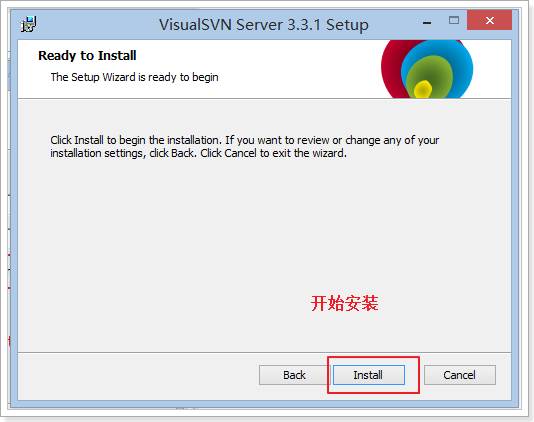 VisualSVN Server 3.3.1 Setup
Ready to Install
The Setup Wizard is ready to begin
Click Install to begin the installation. If you want to review or change any of your
installation settings, click Back. Click Cancel to exit the wizard.
开始安装
Back Install Cancel